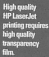 High quality
HP LaserJet
printing requires
high quality
transparency
film.